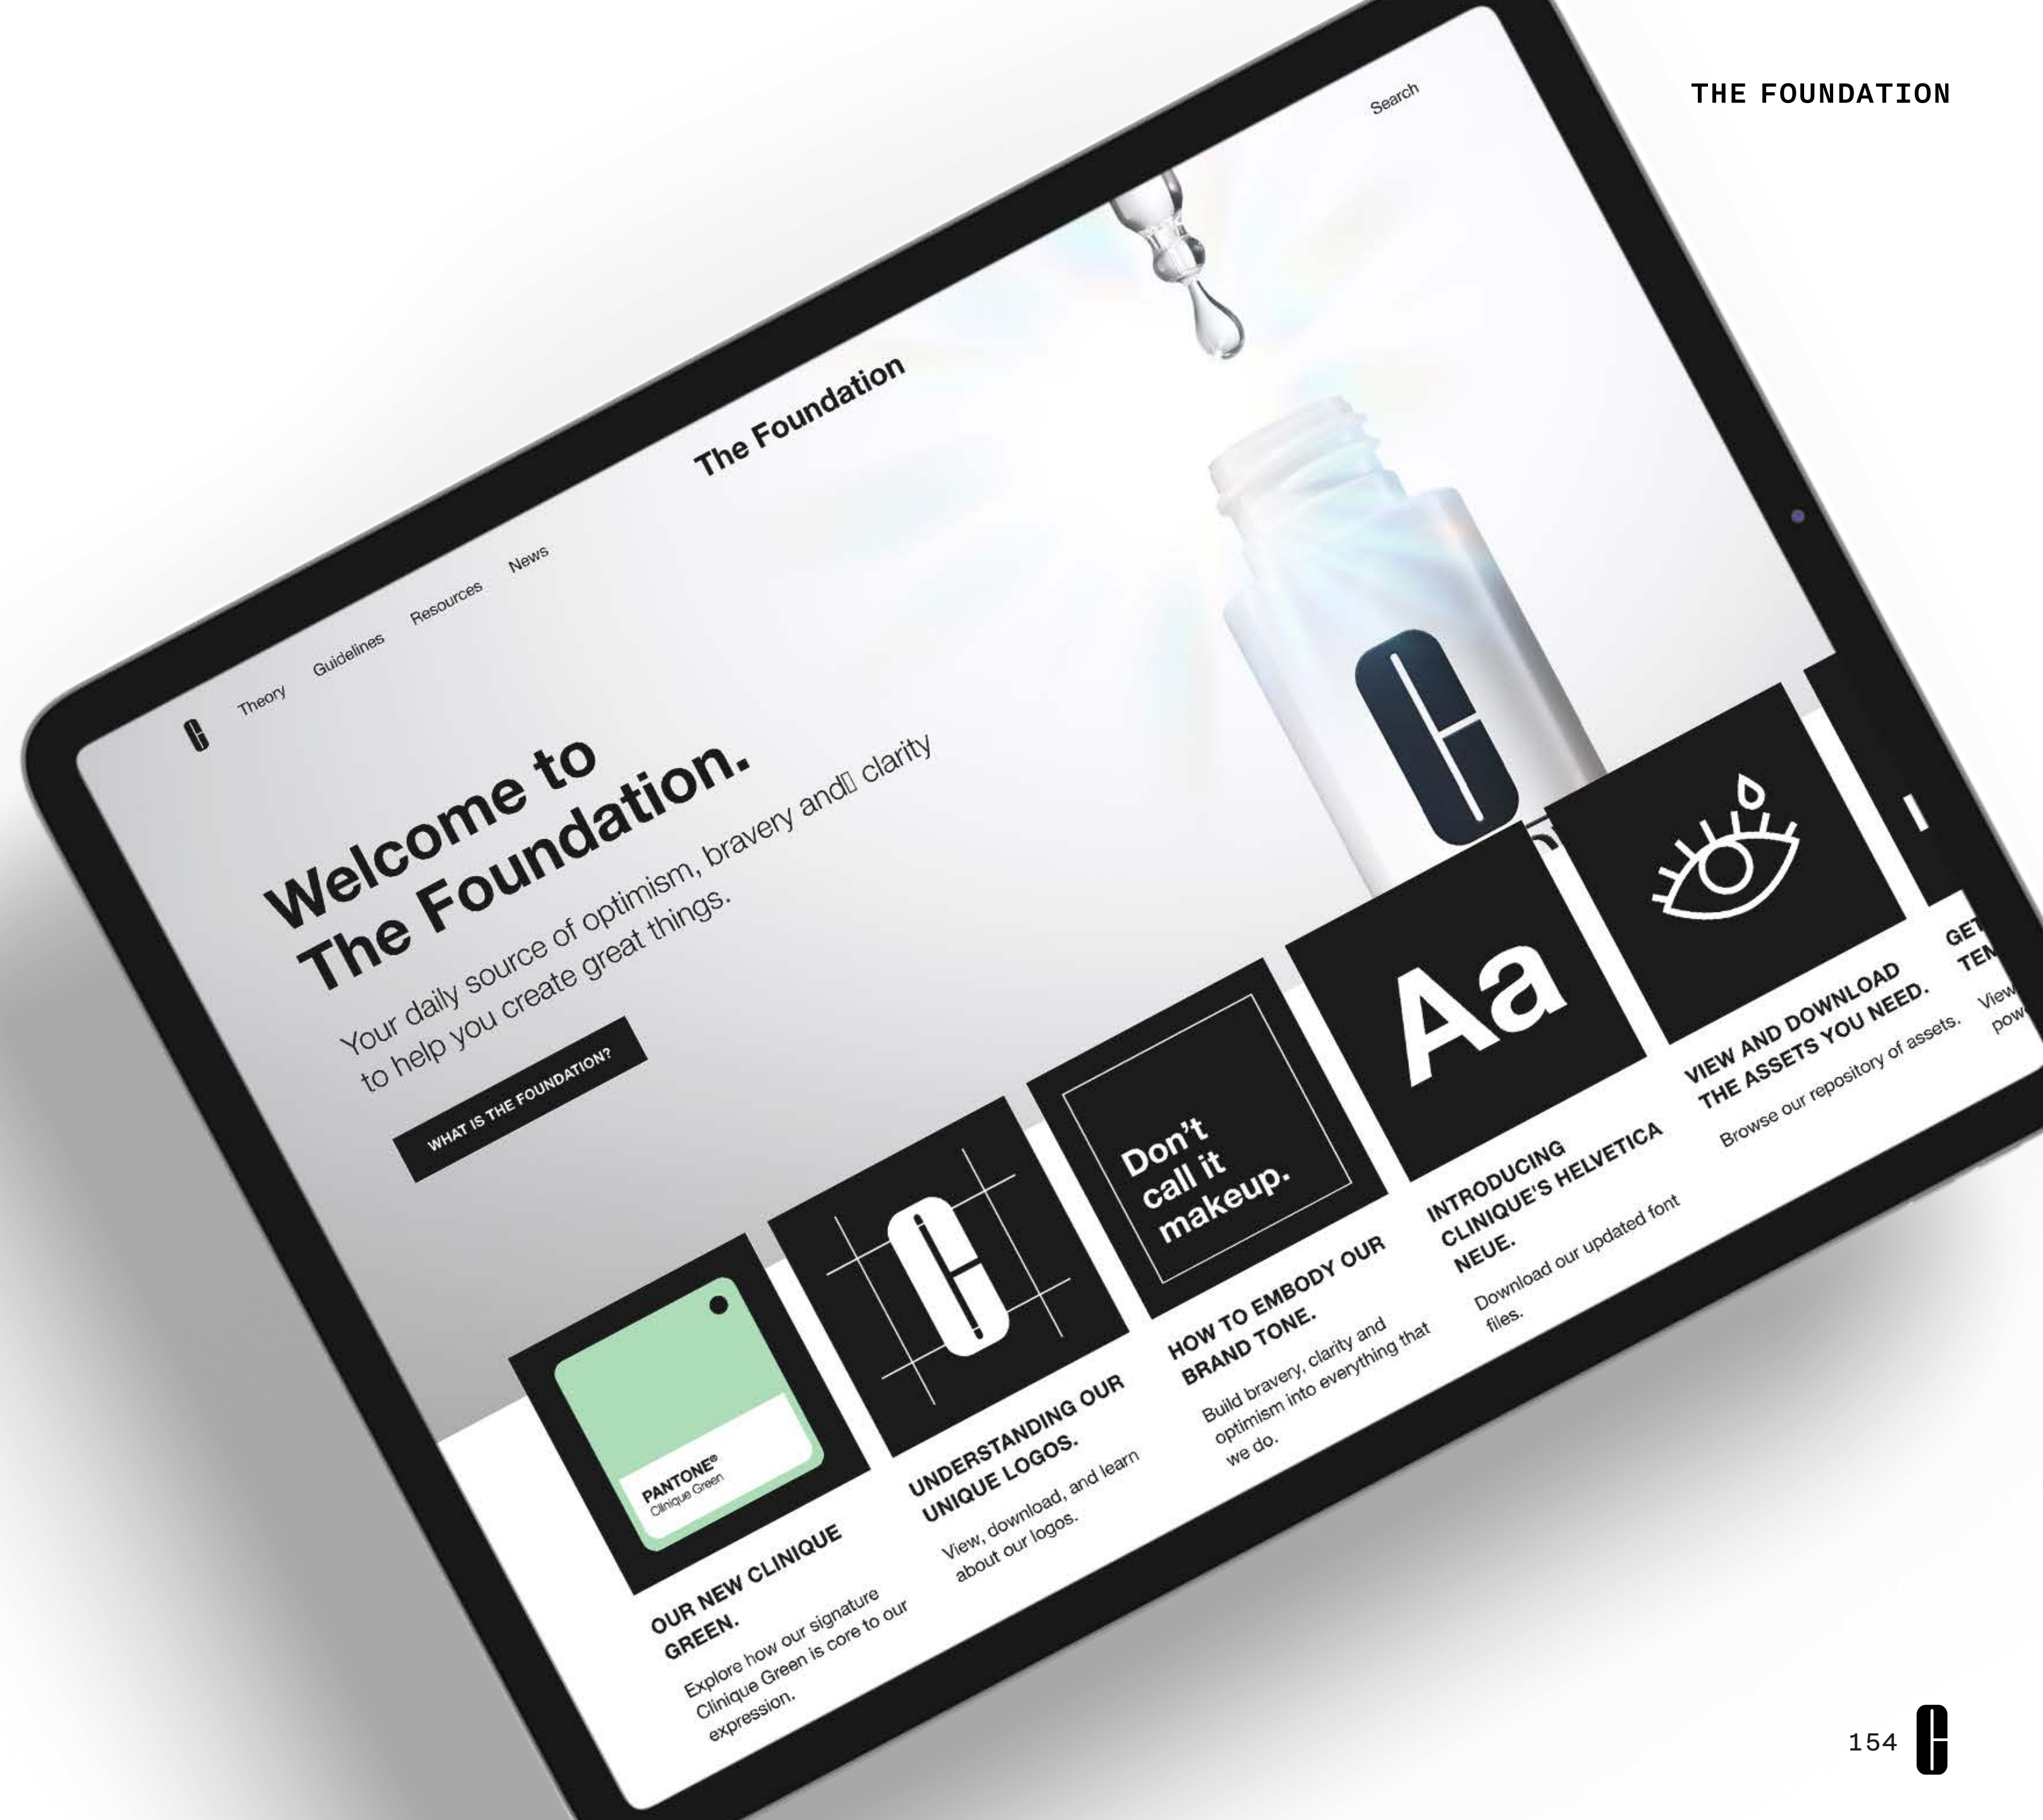 THE FOUNDATION
Search
The Foundation
Theory
Guidelines
Resources
News
Welcome to
The Foundation.
Your daily source of optimism, bravery and▯ clarity
to help you create great things.
WHAT IS THE FOUNDATION?
PANTONE®
Clinique Green
OUR NEW CLINIQUE
GREEN.
Explore how our signature
Clinique Green is core to our
expression.
UNDERSTANDING OUR
UNIQUE LOGOS.
View, download, and learn
about our logos.
Don't
call it
makeup.
HOW TO EMBODY OUR
BRAND TONE.
Build bravery, clarity and
optimism into everything that
we do.
Aa
INTRODUCING
CLINIQUE'S HELVETICA
NEUE.
Download our updated font
files.
VIEW AND DOWNLOAD
THE ASSETS YOU NEED.
Browse our repository of assets.
GET
View
154